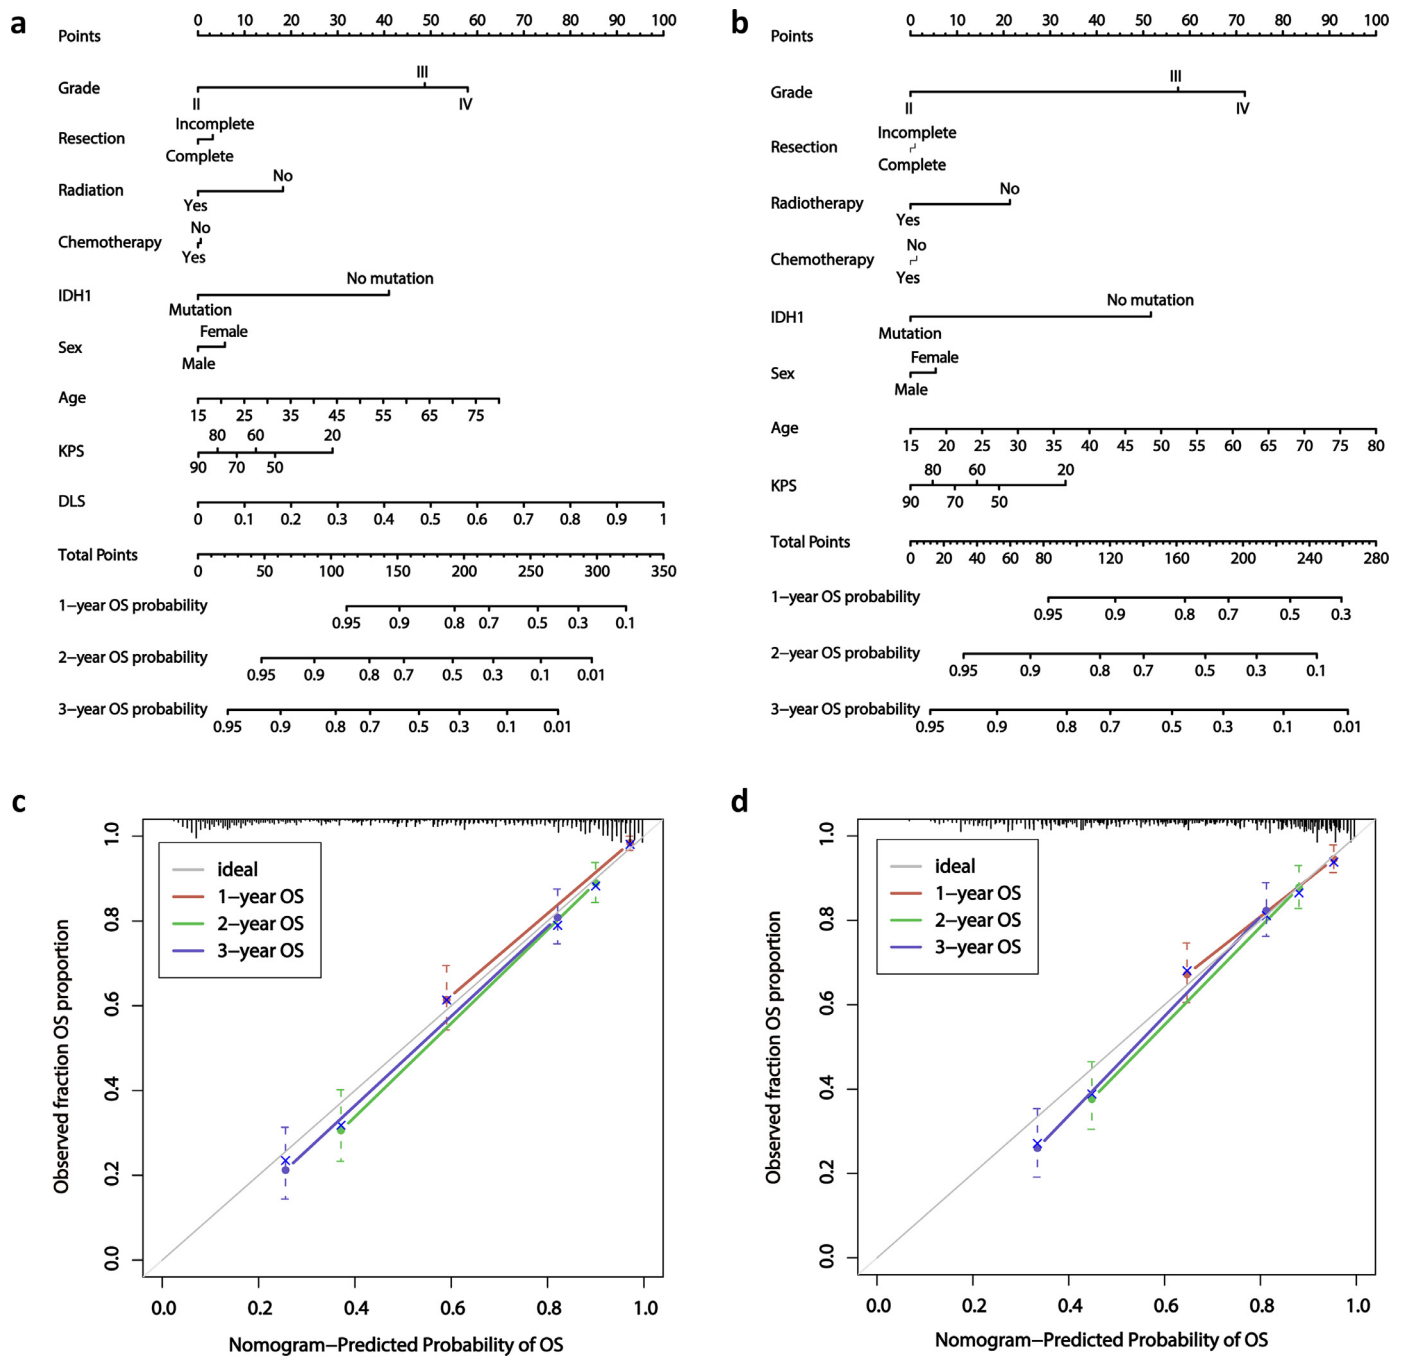 a
Points
0 10 20 30 40 50 60 70 80 90 100
Grade
III
II IV
Resection
Incomplete
Complete
Radiation
No
Yes
Chemotherapy
No
Yes
IDH1
No mutation
Mutation
Sex
Female
Male
Age
15 25 35 45 55 65 75
KPS
80 60 20
90 70 50
DLS
0 0.1 0.2 0.3 0.4 0.5 0.6 0.7 0.8 0.9 1
Total Points
0 50 100 150 200 250 300 350
1−year OS probability
0.95 0.9 0.8 0.7 0.5 0.3 0.1
2−year OS probability
0.95 0.9 0.8 0.7 0.5 0.3 0.1 0.01
3−year OS probability
0.95 0.9 0.8 0.7 0.5 0.3 0.1 0.01
b
Points
0 10 20 30 40 50 60 70 80 90 100
Grade
III
II IV
Resection
Incomplete
Complete
Radiotherapy
No
Yes
Chemotherapy
No
Yes
IDH1
No mutation
Mutation
Sex
Female
Male
Age
15 20 25 30 35 40 45 50 55 60 65 70 75 80
KPS
80 60 20
90 70 50
Total Points
0 20 40 60 80 120 160 200 240 280
1−year OS probability
0.95 0.9 0.8 0.7 0.5 0.3
2−year OS probability
0.95 0.9 0.8 0.7 0.5 0.3 0.1
3−year OS probability
0.95 0.9 0.8 0.7 0.5 0.3 0.1 0.01
c
Observed fraction OS proportion
1.0
0.8
0.6
0.4
0.2
0.0
ideal
1−year OS
2−year OS
3−year OS
0.0 0.2 0.4 0.6 0.8 1.0
Nomogram−Predicted Probability of OS
d
Observed fraction OS proportion
1.0
0.8
0.6
0.4
0.2
0.0
ideal
1−year OS
2−year OS
3−year OS
0.0 0.2 0.4 0.6 0.8 1.0
Nomogram−Predicted Probability of OS